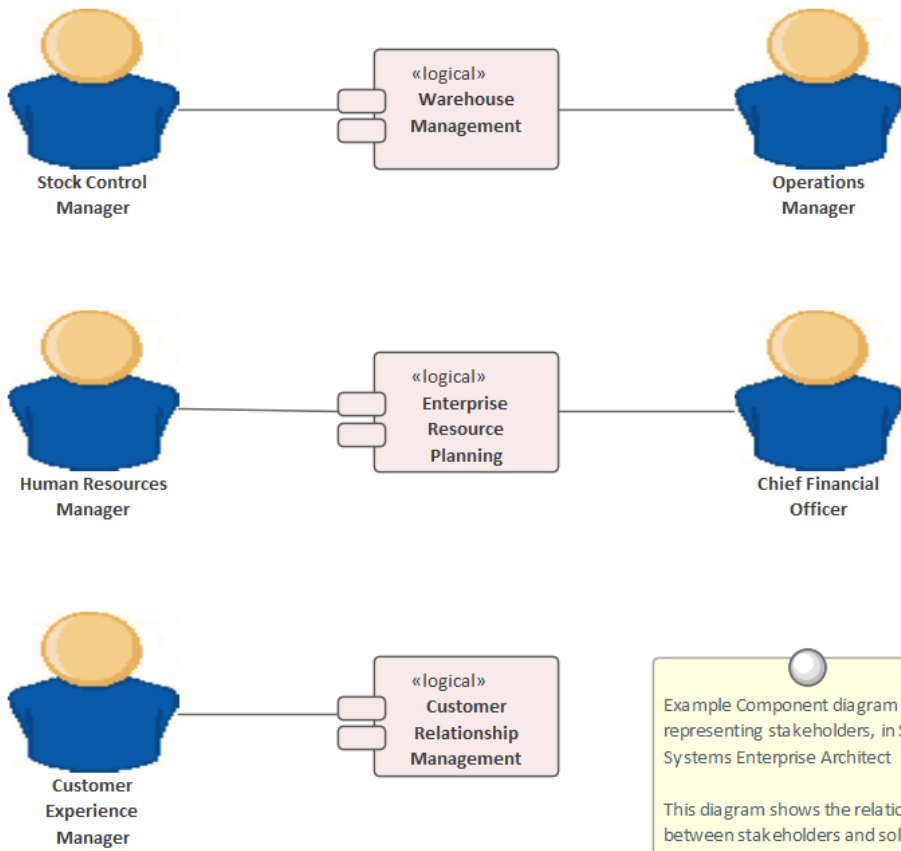 «logical»
Warehouse
Management
Stock Control
Manager
Operations
Manager
«logical»
Enterprise
Resource
Planning
Human Resources
Manager
Chief Financial
Officer
«logical»
Customer
Relationship
Management
Customer
Experience
Manager
Example Component diagram
representing stakeholders, in
Systems Enterprise Architect
This diagram shows the
between stakeholders and